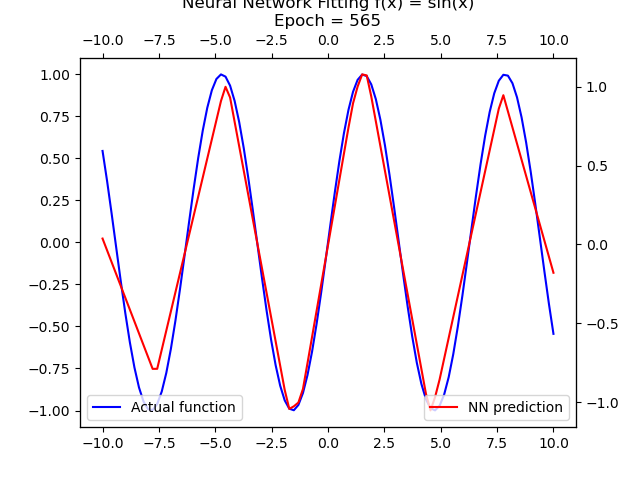 Neural Network Fitting f(x) = sin(x)
Epoch = 565
−10.0 −7.5 −5.0 −2.5 0.0 2.5 5.0 7.5 10.0
1.00
0.75
0.50
0.25
0.00
−0.25
−0.50
−0.75
−1.00
1.0
0.5
0.0
−0.5
−1.0
Actual function
NN prediction
−10.0 −7.5 −5.0 −2.5 0.0 2.5 5.0 7.5 10.0